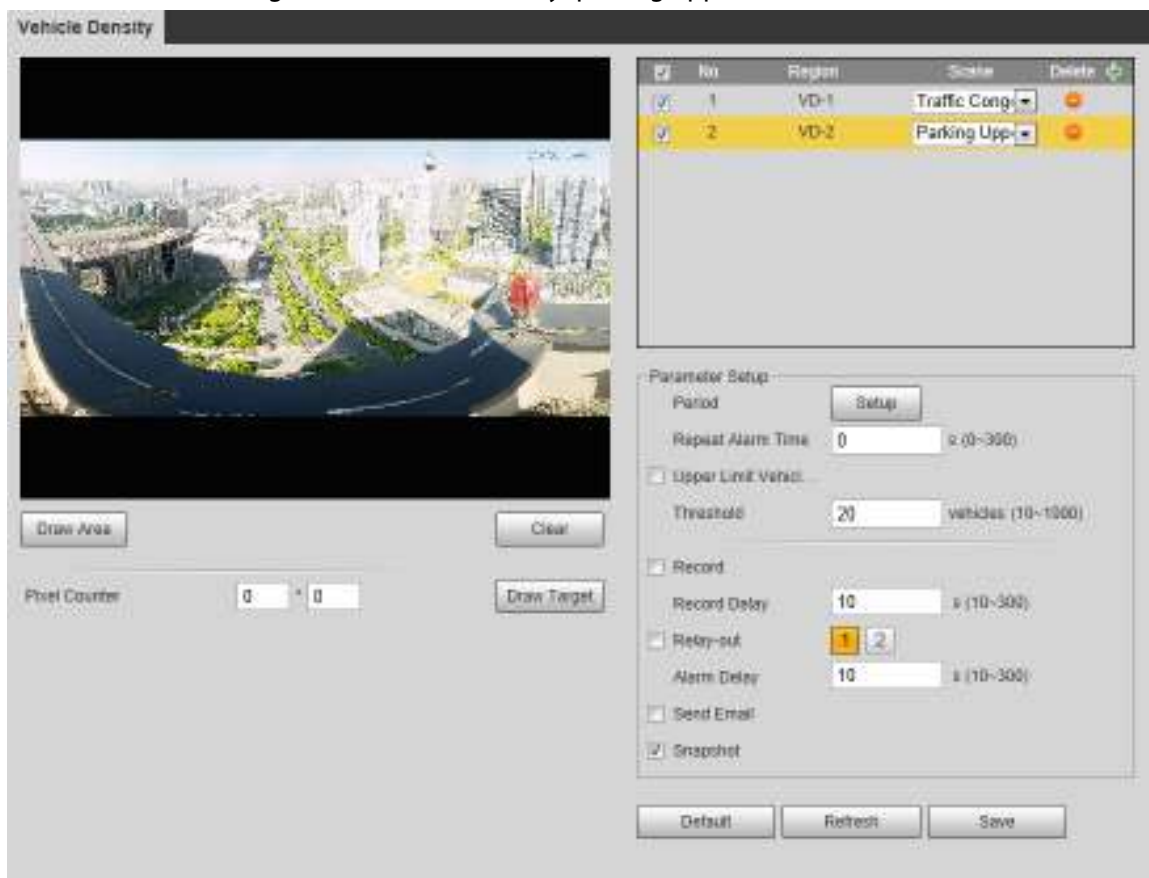 Vehicle Density
No. Region Scene Delete
1 VD-1 Traffic Cong
2 VD-2 Parking Upp
Parameter Setup
Period Setup
Repeat Alarm Time 0 s (0~300)
Upper Limit Vehicl...
Threshold 20 vehicles (10~1000)
Draw Area Clear
Record
Pixel Counter 0 * 0 Draw Target
Record Delay 10 s (10~300)
Relay-out 1 2
Alarm Delay 10 s (10~300)
Send Email
Snapshot
Default Refresh Save